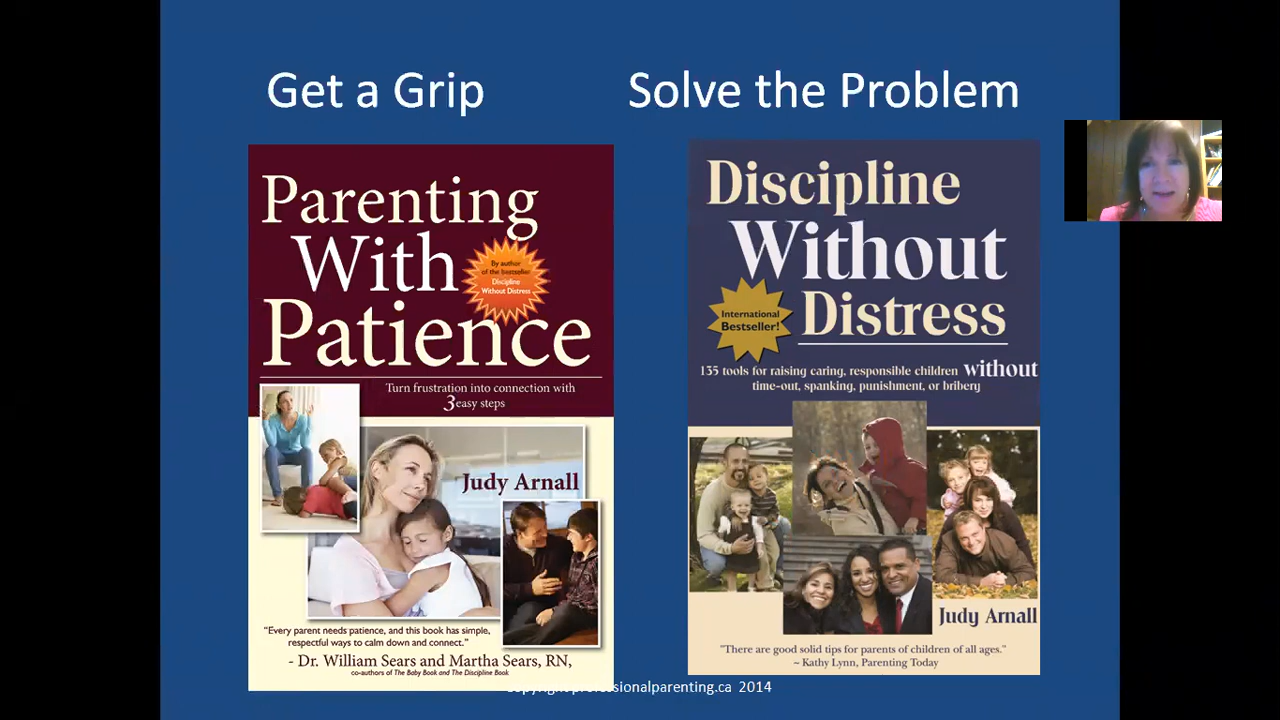 Get a Grip
Solve the Problem
Parenting
With
Patience
By author
of the bestseller
Discipline
Without Distress
Turn frustration into connection with
3 easy steps
Judy Arnall
"Every parent needs patience, and this book has simple,
respectful ways to calm down and connect."
- Dr. William Sears and Martha Sears, RN,
co-authors of The Baby Book and The Discipline Book
Discipline
Without
Distress
International
Bestseller!
135 tools for raising caring, responsible children without
time-out, spanking, punishment, or bribery
Judy Arnall
"There are good solid tips for parents of children of all ages."
~ Kathy Lynn, Parenting Today
professionalparenting.ca 2014